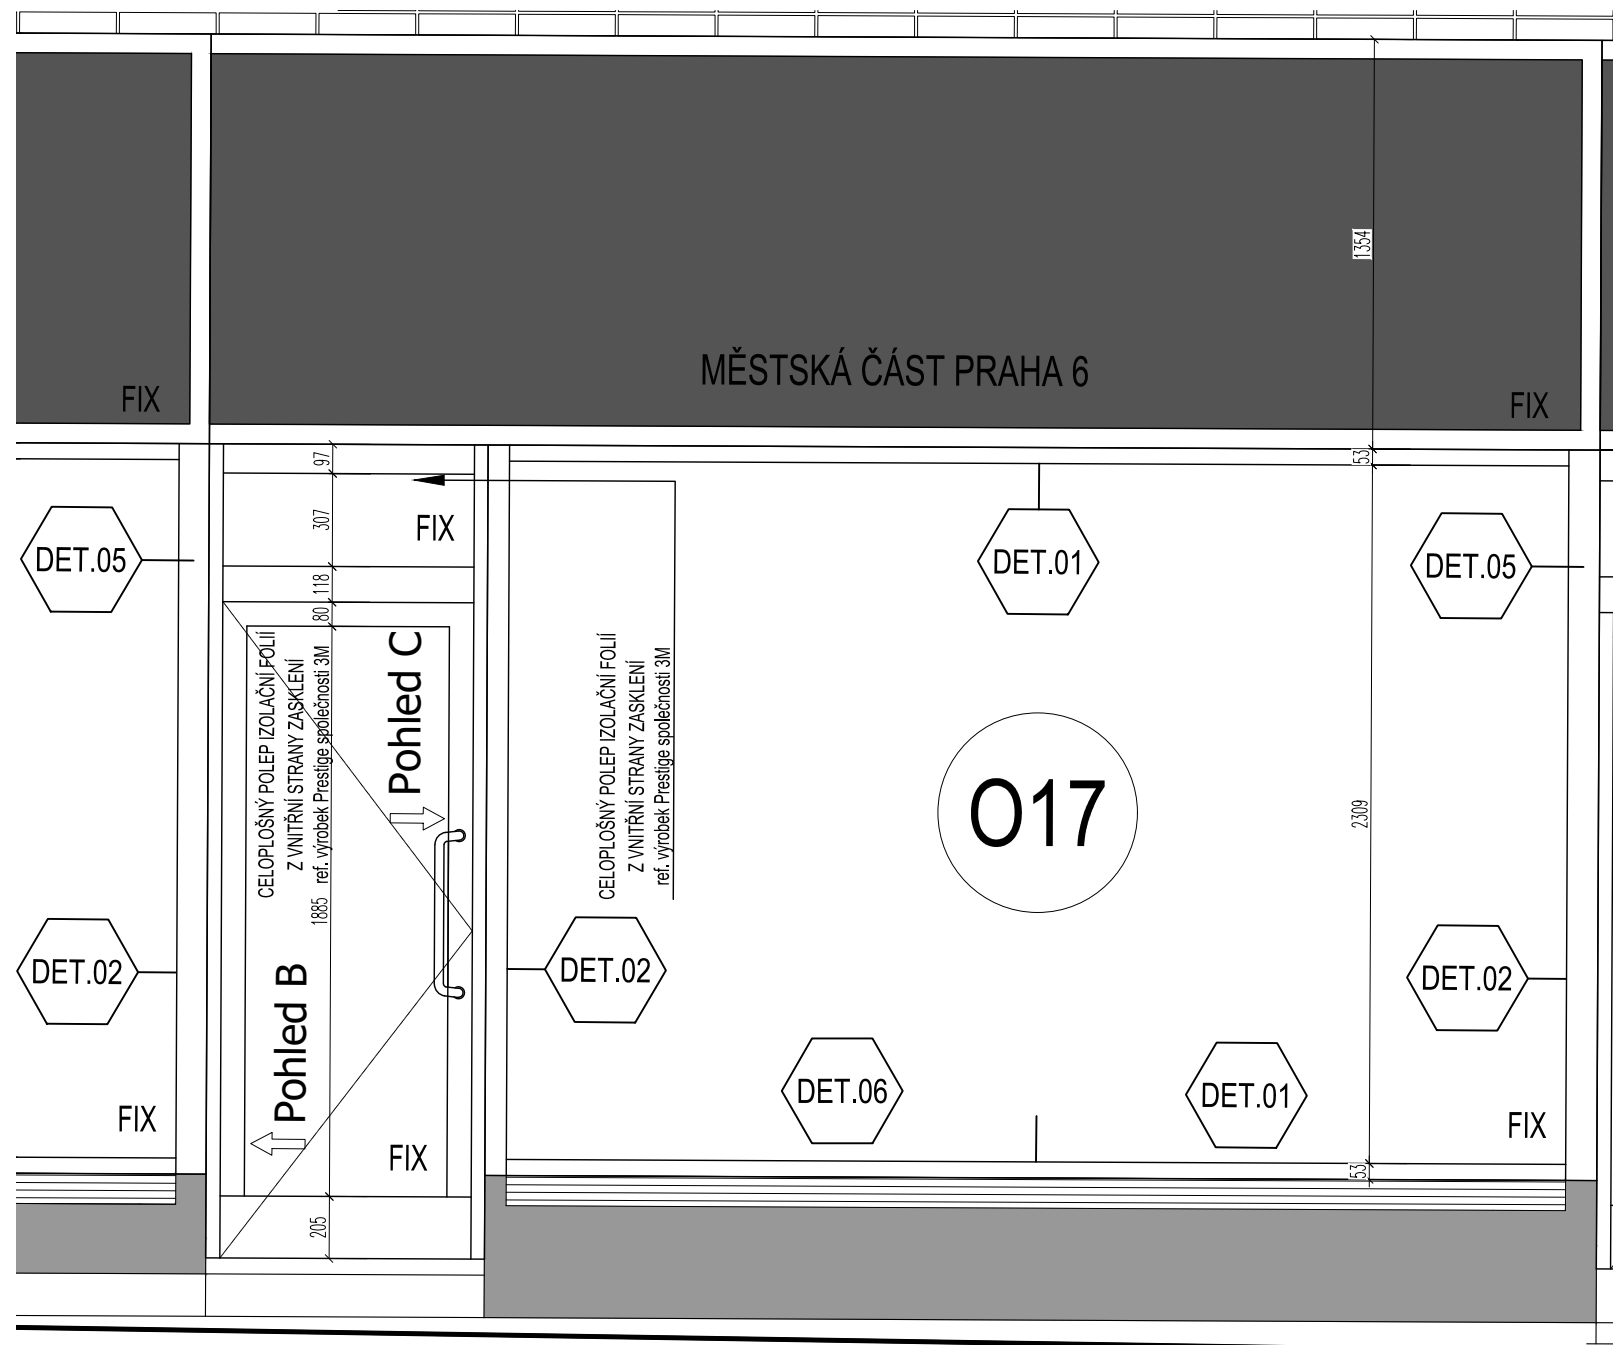 1354
MĚSTSKÁ ČÁST PRAHA 6
FIX
FIX
97
53
307
FIX
DET.05
DET.01
DET.05
118
80
CELOPLOŠNÝ POLEP IZOLAČNÍ FOLIÍ
Z VNITŘNÍ STRANY ZASKLENÍ
ref. výrobek Prestige společnosti 3M
Pohled C
CELOPLOŠNÝ POLEP IZOLAČNÍ FOLIÍ
Z VNITŘNÍ STRANY ZASKLENÍ
ref. výrobek Prestige společnosti 3M
O17
2309
1885
DET.02
Pohled B
DET.02
DET.02
DET.06
DET.01
FIX
FIX
FIX
53
205